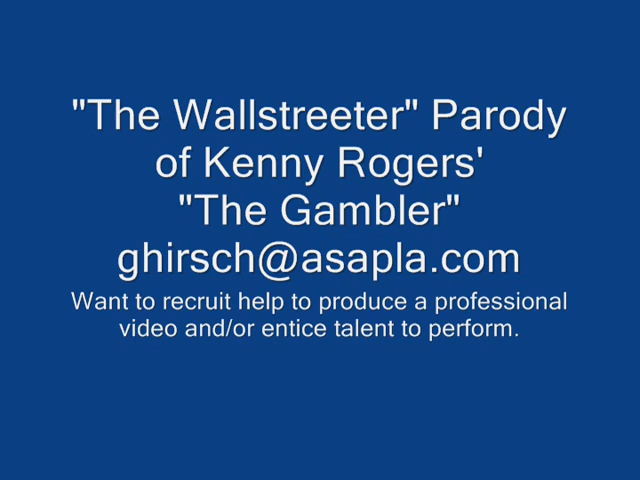 "The Wallstreeter" Parody
of Kenny Rogers'
"The Gambler"
ghirsch@asapla.com
Want to recruit help to produce a professional
video and/or entice talent to perform.